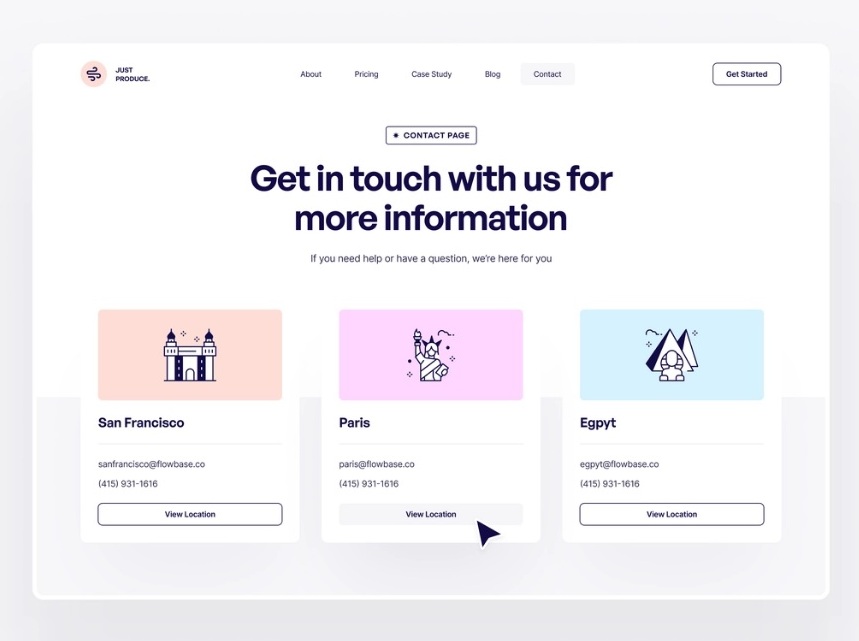 JUST
PRODUCE.
About
Pricing
Case Study
Blog
Contact
Get Started
CONTACT PAGE
Get in touch with us for
more information
If you need help or have a question, we're here for you
San Francisco
sanfrancisco@flowbase.co
(415) 931-1616
View Location
Paris
paris@flowbase.co
(415) 931-1616
View Location
Egpyt
egpyt@flowbase.co
(415) 931-1616
View Location